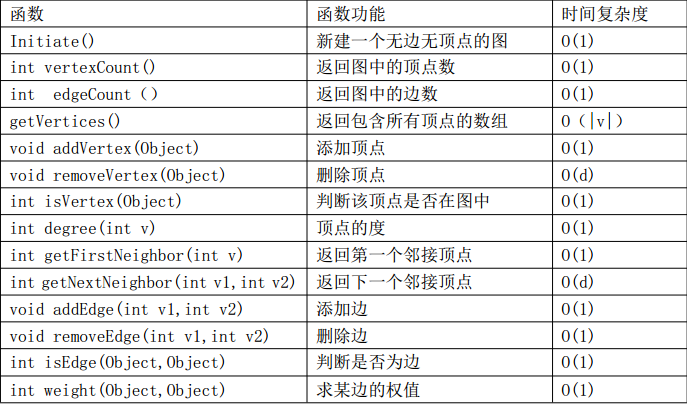 函数 函数功能 时间复杂度
Initiate() 新建一个无边无顶点的图 O(1)
int vertexCount() 返回图中的顶点数 O(1)
int edgeCount（） 返回图中的边数 O(1)
getVertices() 返回包含所有顶点的数组 O（|v|）
void addVertex(Object) 添加顶点 O(1)
void removeVertex(Object) 删除顶点 O(d)
int isVertex(Object) 判断该顶点是否在图中 O(1)
int degree(int v) 顶点的度 O(1)
int getFirstNeighbor(int v) 返回第一个邻接顶点 O(1)
int getNextNeighbor(int v1,int v2) 返回下一个邻接顶点 O(d)
void addEdge(int v1,int v2) 添加边 O(1)
void removeEdge(int v1,int v2) 删除边 O(1)
int isEdge(Object,Object) 判断是否为边 O(1)
int weight(Object,Object) 求某边的权值 O(1)